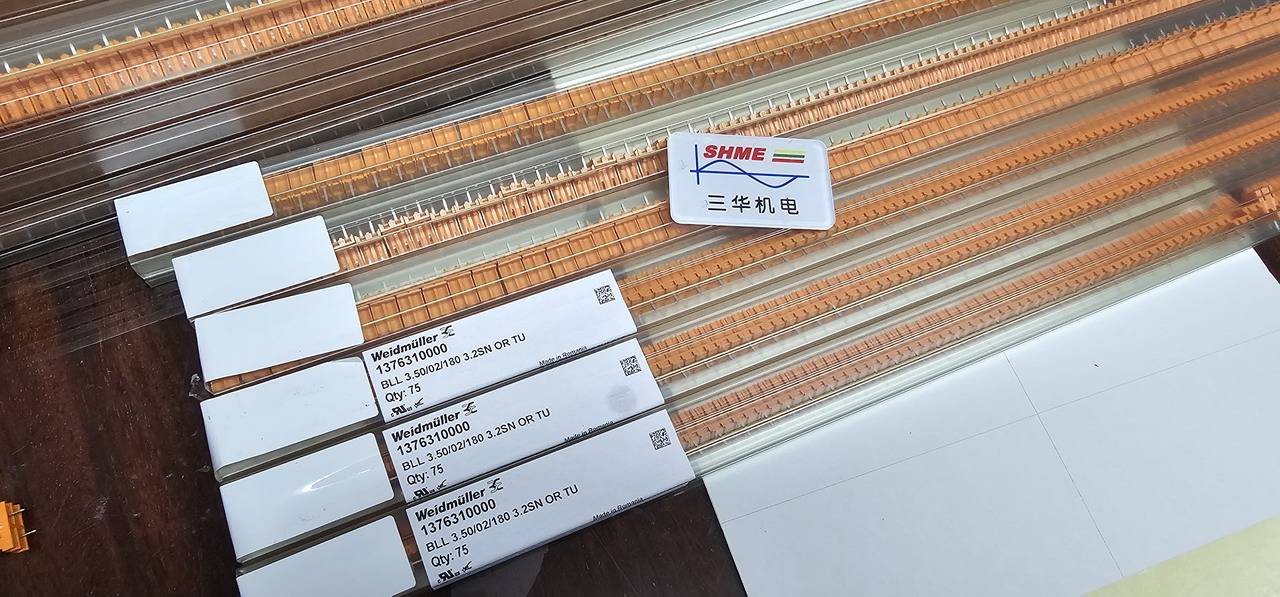 SHME
三华机电
Weidmüller
1376310000
BLL 3.50/02/180 3.2SN OR TU
Qty: 75
Made in Romania
Weidmüller
1376310000
BLL 3.50/02/180 3.2SN OR TU
Qty: 75
Made in Romania
Weidmüller
1376310000
BLL 3.50/02/180 3.2SN OR TU
Qty: 75
Made in Romania